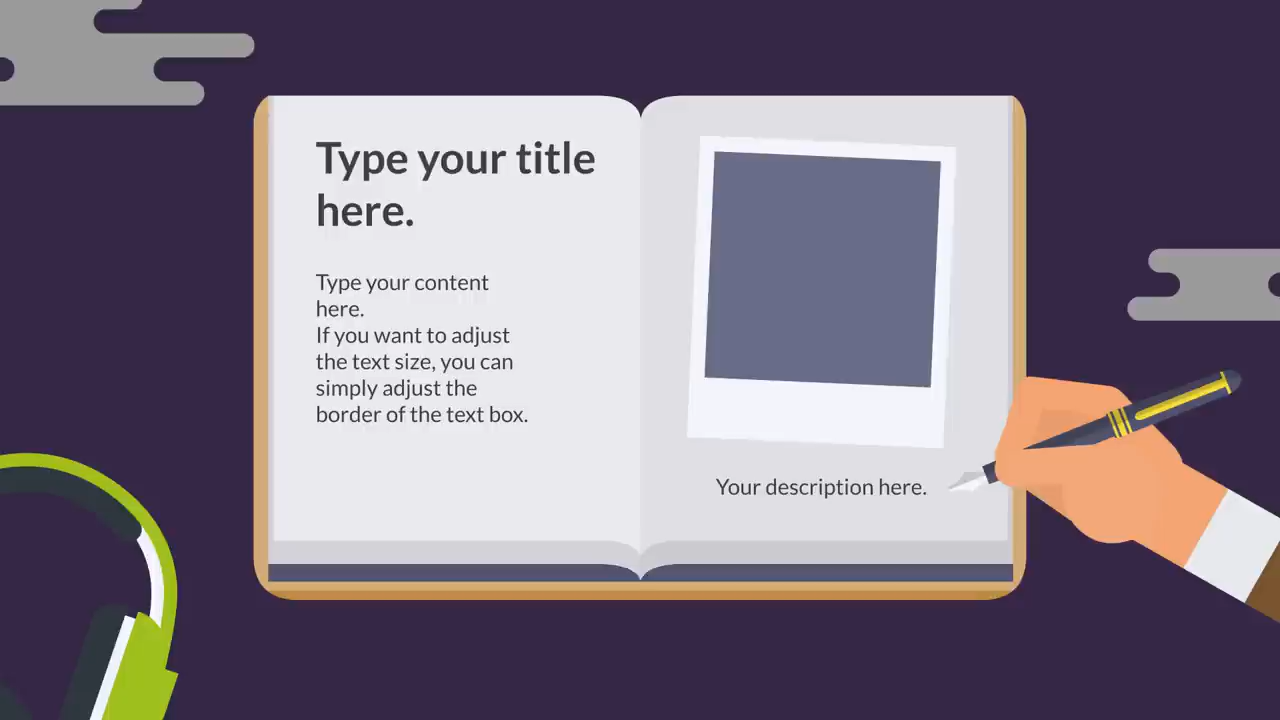 Type your title
here.
Type your content
here.
If you want to adjust
the text size, you can
simply adjust the
border of the text box.
Your description here.